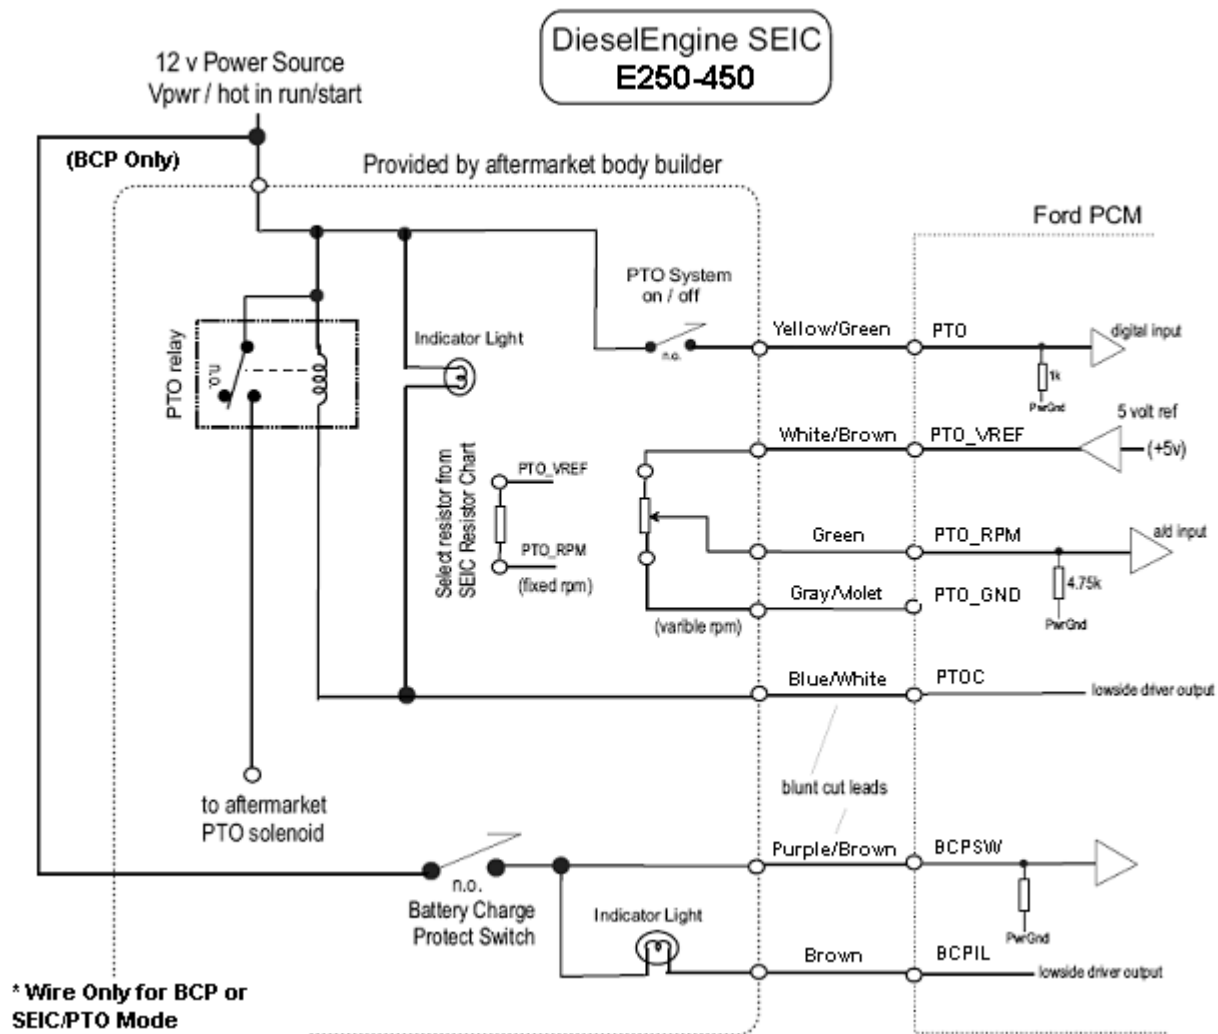 DieselEngine SEIC
E250-450
12 v Power Source
Vpwr / hot in run/start
(BCP Only)
Provided by aftermarket body builder
Ford PCM
PTO System
on / off
n.o.
Yellow/Green
PTO
digital input
1k
PwrGnd
Indicator Light
PTO relay
n.o.
5 volt ref
(+5v)
White/Brown
PTO_VREF
Select resistor from
SEIC Resistor Chart
PTO_VREF
PTO_RPM
(fixed rpm)
Green
PTO_RPM
a/d input
4.75k
PwrGnd
Gray/Violet
PTO_GND
(varible rpm)
Blue/White
PTOC
lowside driver output
blunt cut leads
to aftermarket
PTO solenoid
Purple/Brown
BCPSW
PwrGnd
n.o.
Battery Charge
Protect Switch
Indicator Light
Brown
BCPIL
lowside driver output
* Wire Only for BCP or
SEIC/PTO Mode